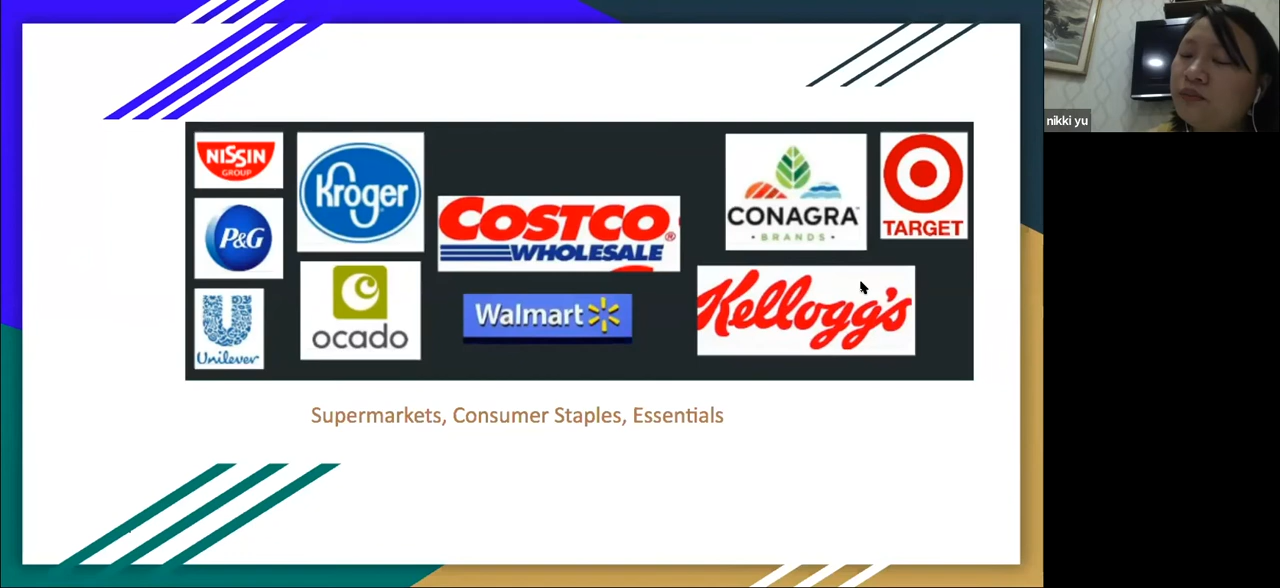 NISSIN
GROUP
P&G
Unilever
Kroger
ocado
COSTCO
WHOLESALE
Walmart
CONAGRA
BRANDS
TARGET
Kellogg's
Supermarkets, Consumer Staples, Essentials
nikki yu